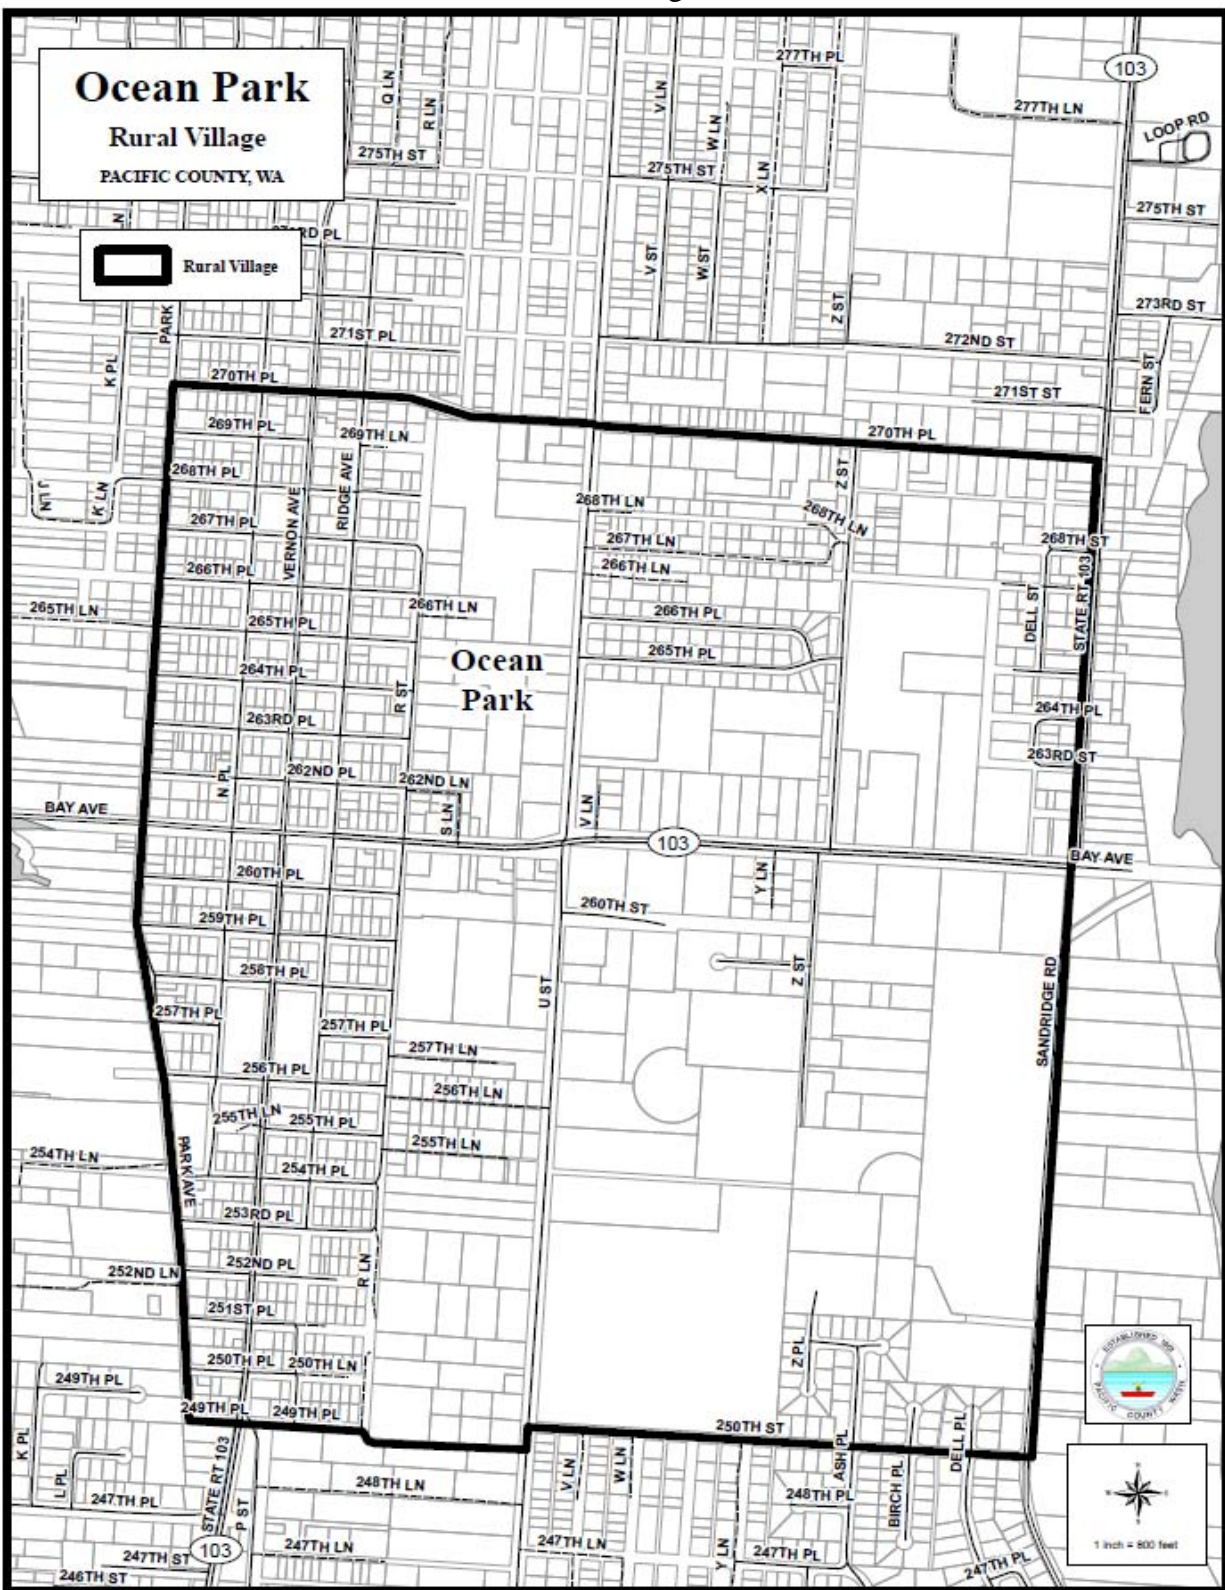 Ocean Park
Rural Village
PACIFIC COUNTY, WA
Rural Village
Q LN
R LN
V LN
W LN
X LN
277TH PL
103
277TH LN
LOOP RD
275TH ST
275TH ST
275TH ST
LN
RD PL
V ST
W ST
Z ST
273RD ST
PARK
271ST PL
272ND ST
K PL
270TH PL
271ST ST
FERN ST
269TH PL
269TH LN
270TH PL
268TH PL
RIDGE AVE
Z ST
J LN
K LN
VERNON AVE
268TH LN
268TH LN
267TH PL
267TH LN
268TH ST
266TH PL
266TH LN
STATE RT 103
265TH LN
266TH LN
266TH PL
DELL ST
265TH PL
265TH PL
Ocean
Park
264TH PL
R ST
264TH PL
263RD PL
263RD ST
N PL
262ND PL
262ND LN
BAY AVE
S LN
V LN
103
BAY AVE
260TH PL
Y LN
259TH PL
260TH ST
258TH PL
U ST
Z ST
SANDRIDGE RD
257TH PL
257TH PL
257TH LN
256TH PL
256TH LN
255TH LN
255TH PL
255TH LN
254TH LN
PARK AVE
254TH PL
253RD PL
252ND LN
252ND PL
R LN
251ST PL
250TH PL
250TH LN
Z PL
249TH PL
249TH PL
249TH PL
250TH ST
DELL PL
K PL
L PL
STATE RT 103
P ST
248TH LN
V LN
W LN
ASH PL
BIRCH PL
247TH PL
248TH PL
247TH ST
103
247TH LN
247TH LN
Y LN
247TH PL
247TH PL
246TH ST
ESTABLISHED 1851
PACIFIC COUNTY WASH
1 inch = 800 feet